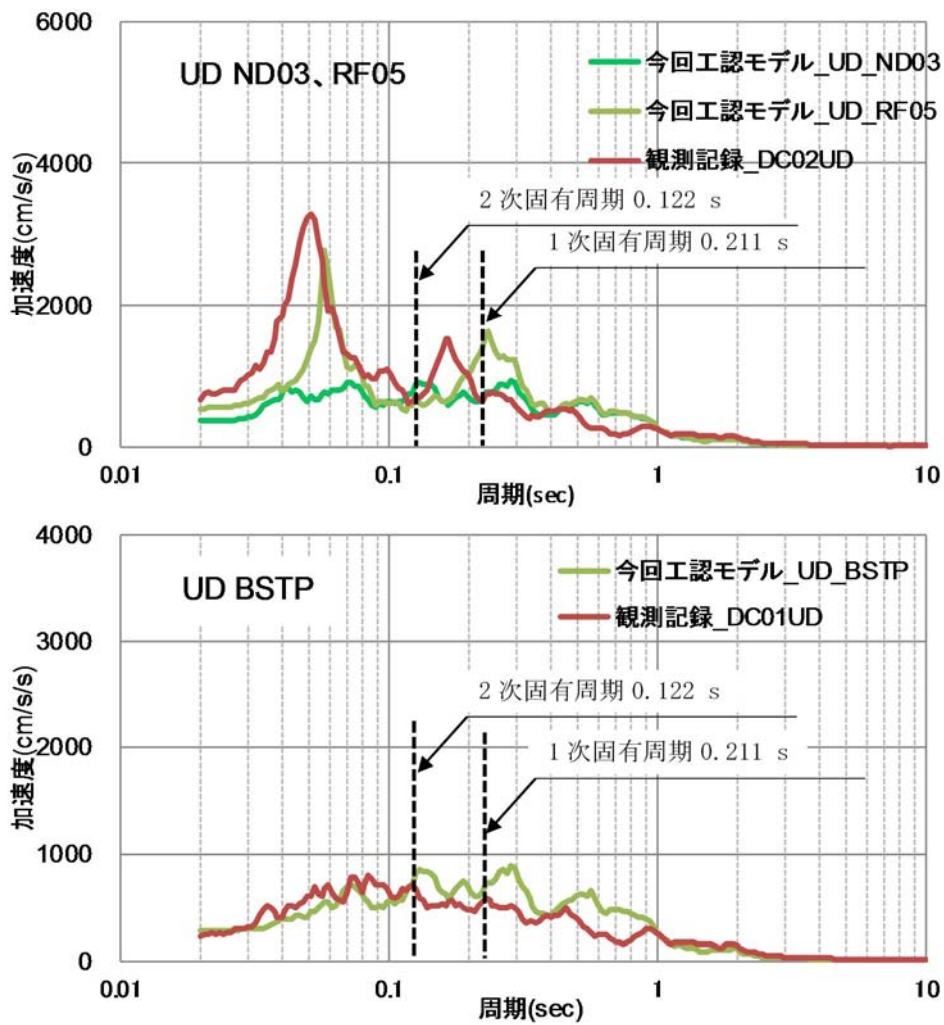 6000
4000
2000
0
加速度(cm/s/s)
UD ND03、RF05
今回工認モデル_UD_ND03
今回工認モデル_UD_RF05
観測記録_DC02UD
2 次固有周期 0.122 s
1 次固有周期 0.211 s
0.01
0.1
1
10
周期(sec)
4000
3000
2000
1000
0
加速度(cm/s/s)
UD BSTP
今回工認モデル_UD_BSTP
観測記録_DC01UD
2 次固有周期 0.122 s
1 次固有周期 0.211 s
0.01
0.1
1
10
周期(sec)